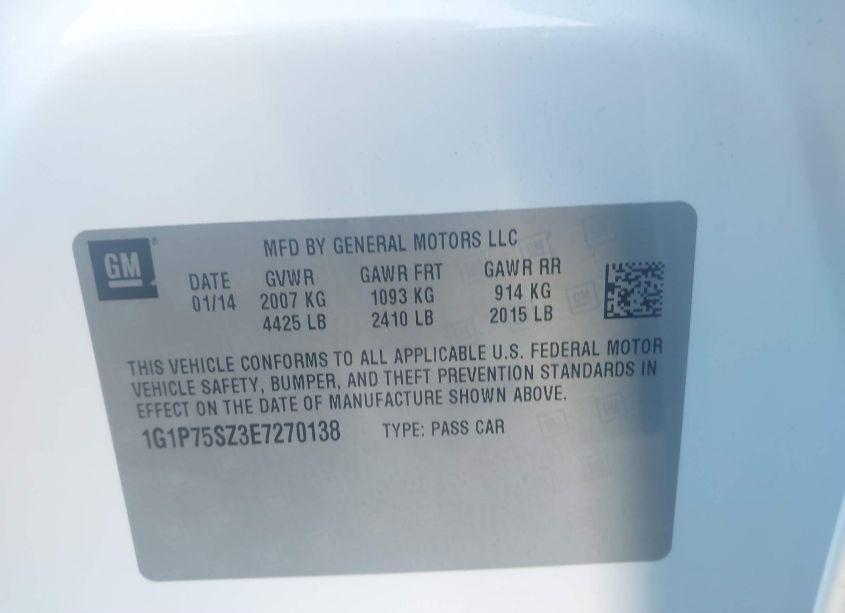 GM
MFD BY GENERAL MOTORS LLC
DATE GVWR GAWR FRT GAWR RR
01/14 2007 KG 1093 KG 914 KG
4425 LB 2410 LB 2015 LB
THIS VEHICLE CONFORMS TO ALL APPLICABLE U.S. FEDERAL MOTOR
VEHICLE SAFETY, BUMPER, AND THEFT PREVENTION STANDARDS IN
EFFECT ON THE DATE OF MANUFACTURE SHOWN ABOVE.
1G1P75SZ3E7270138 TYPE: PASS CAR